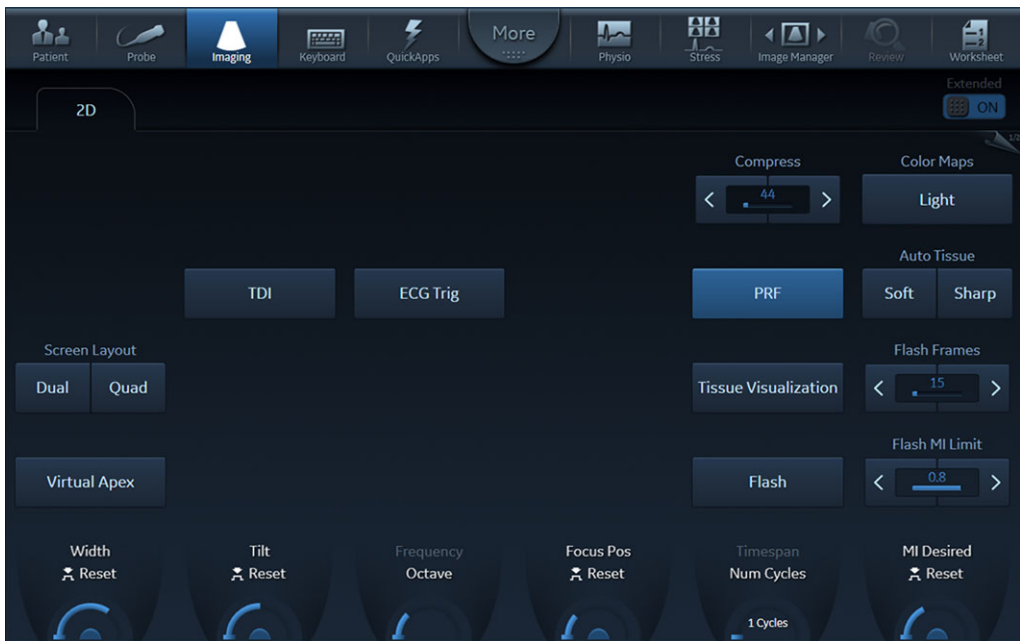 Patient
Probe
Imaging
Keyboard
QuickApps
More
Physio
Stress
Image Manager
Review
Worksheet
2D
Extended
ON
1/2
Compress
Color Maps
44
Light
Auto Tissue
TDI
ECG Trig
PRF
Soft
Sharp
Screen Layout
Flash Frames
Dual
Quad
Tissue Visualization
15
Flash MI Limit
Virtual Apex
Flash
0.8
Width
Tilt
Frequency
Focus Pos
Timespan
MI Desired
Reset
Reset
Octave
Reset
Num Cycles
Reset
1 Cycles